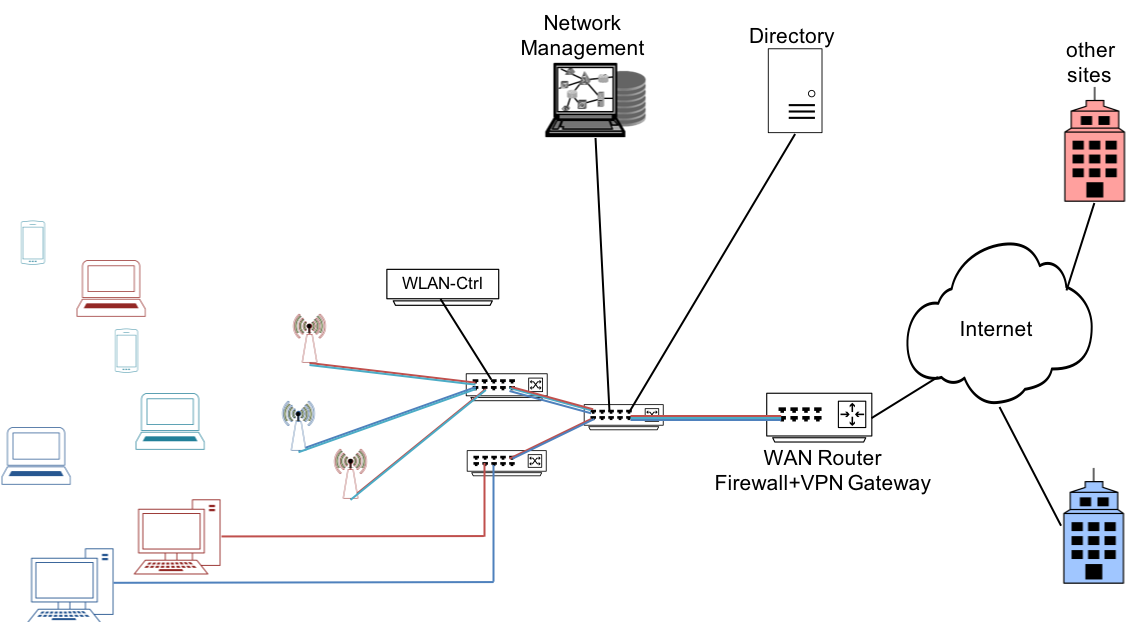 Network
Management
Directory
other
sites
WLAN-Ctrl
Internet
WAN Router
Firewall+VPN Gateway